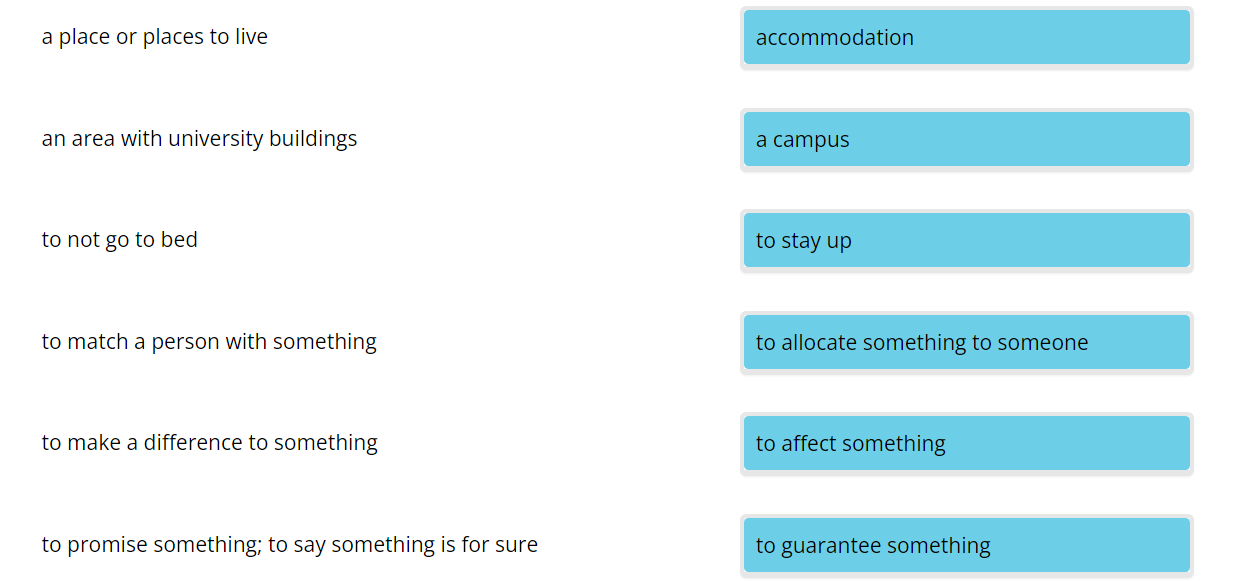 a place or places to live
accommodation
an area with university buildings
a campus
to not go to bed
to stay up
to match a person with something
to allocate something to someone
to make a difference to something
to affect something
to promise something; to say something is for sure
to guarantee something